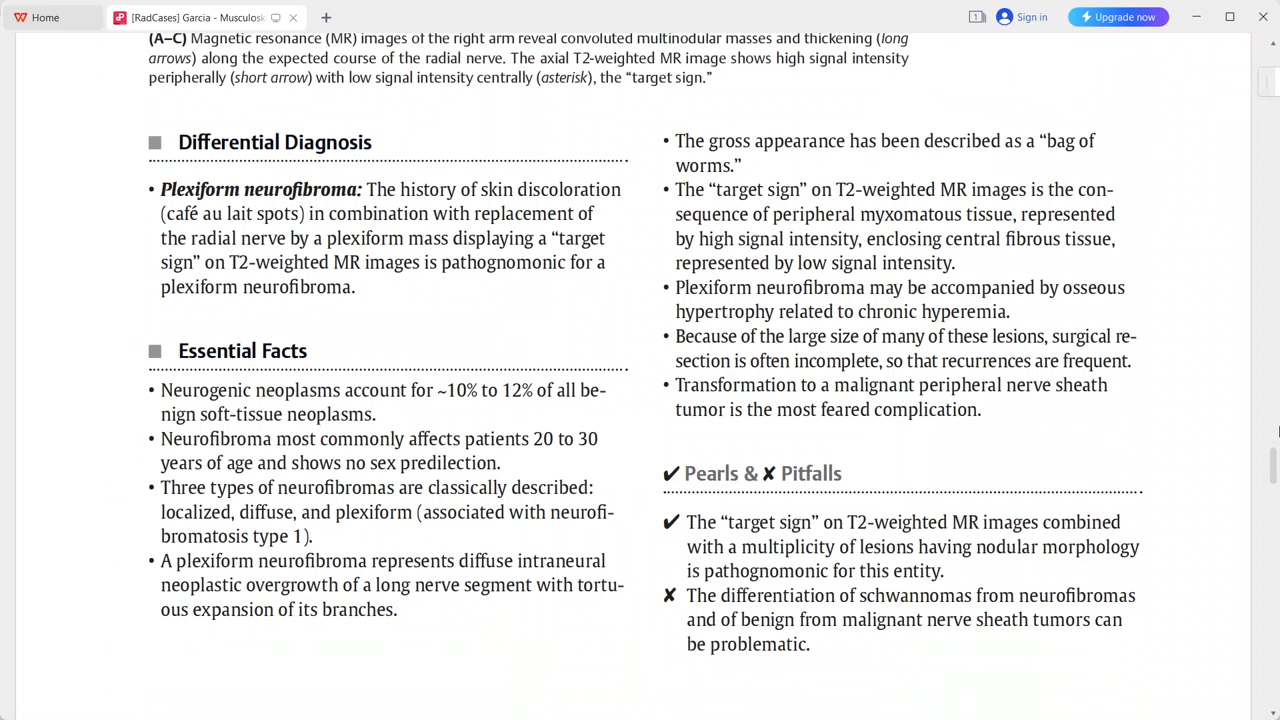 Home
[RadCases] Garcia - Musculosk
1
Sign in
Upgrade now
(A–C) Magnetic resonance (MR) images of the right arm reveal convoluted multinodular masses and thickening (long
arrows) along the expected course of the radial nerve. The axial T2-weighted MR image shows high signal intensity
peripherally (short arrow) with low signal intensity centrally (asterisk), the “target sign.”
■ Differential Diagnosis
• Plexiform neurofibroma: The history of skin discoloration
(café au lait spots) in combination with replacement of
the radial nerve by a plexiform mass displaying a “target
sign” on T2-weighted MR images is pathognomonic for a
plexiform neurofibroma.
■ Essential Facts
• Neurogenic neoplasms account for ~10% to 12% of all be-
nign soft-tissue neoplasms.
• Neurofibroma most commonly affects patients 20 to 30
years of age and shows no sex predilection.
• Three types of neurofibromas are classically described:
localized, diffuse, and plexiform (associated with neurofi-
bromatosis type 1).
• A plexiform neurofibroma represents diffuse intraneural
neoplastic overgrowth of a long nerve segment with tortu-
ous expansion of its branches.
• The gross appearance has been described as a “bag of
worms.”
• The “target sign” on T2-weighted MR images is the con-
sequence of peripheral myxomatous tissue, represented
by high signal intensity, enclosing central fibrous tissue,
represented by low signal intensity.
• Plexiform neurofibroma may be accompanied by osseous
hypertrophy related to chronic hyperemia.
• Because of the large size of many of these lesions, surgical re-
section is often incomplete, so that recurrences are frequent.
• Transformation to a malignant peripheral nerve sheath
tumor is the most feared complication.
✔ Pearls & ✘ Pitfalls
✔ The “target sign” on T2-weighted MR images combined
with a multiplicity of lesions having nodular morphology
is pathognomonic for this entity.
✘ The differentiation of schwannomas from neurofibromas
and of benign from malignant nerve sheath tumors can
be problematic.